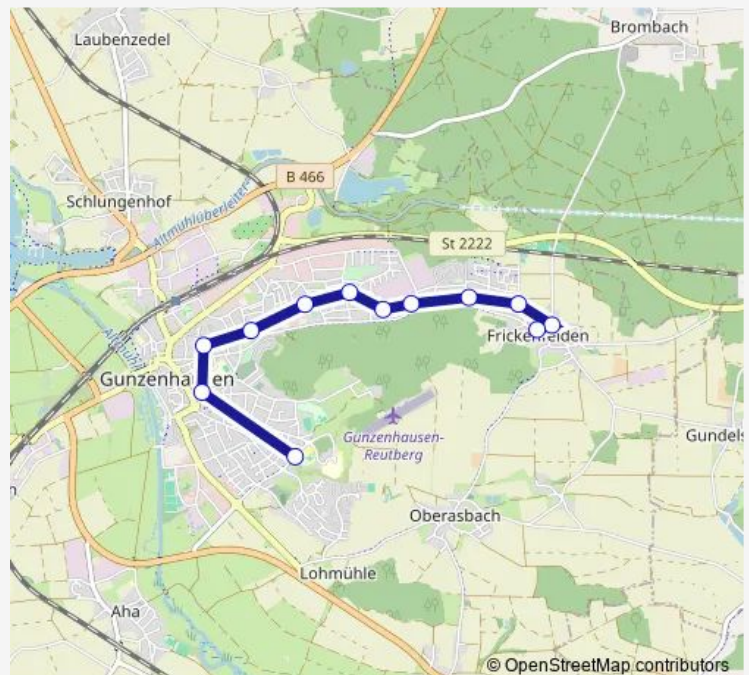 Brombach
Laubenzedel
B 466
Schlungenhof
Altmühlüberleiter
St 2222
Altmühl
Frickenfelden
Gunzenhausen
Gunzenhausen-
Reutberg
Gundels
Oberasbach
Lohmühle
Aha
© OpenStreetMap contributors